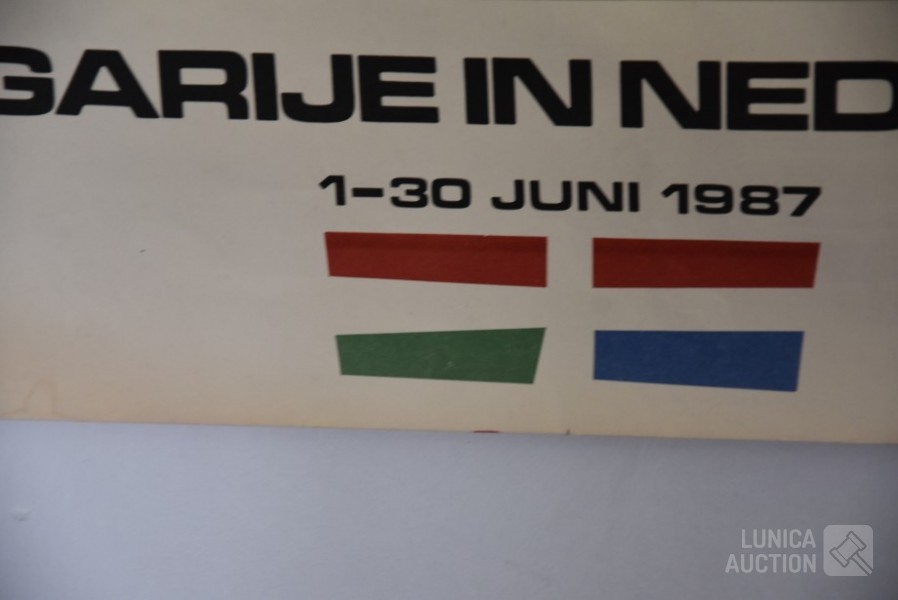 GARIJE IN NED
1–30 JUNI 1987
LUNICA
AUCTION